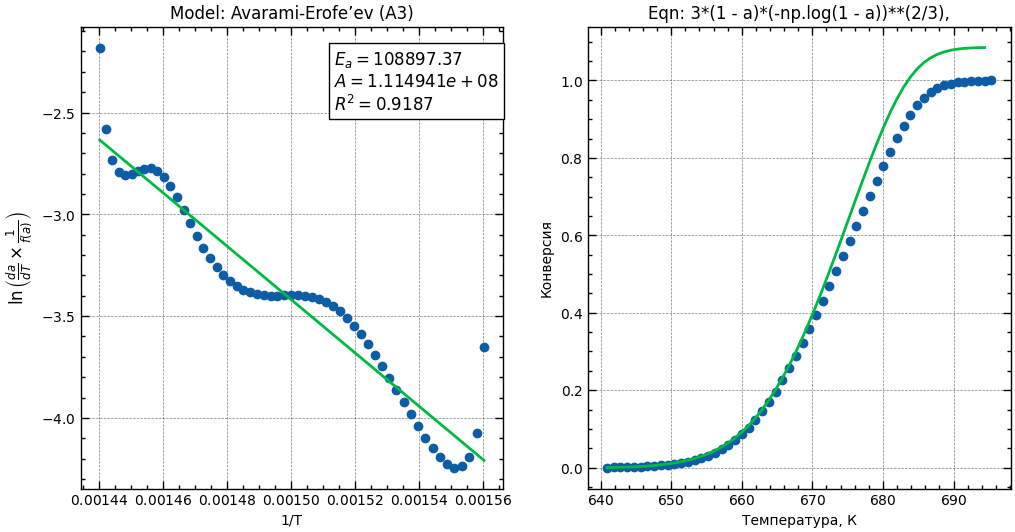 Model: Avarami-Erofe’ev (A3)
E_a = 108897.37
A = 1.114941e + 08
R^2 = 0.9187
ln(da/dT × 1/f(a))
−2.5
−3.0
−3.5
−4.0
0.00144 0.00146 0.00148 0.00150 0.00152 0.00154 0.00156
1/T
Eqn: 3*(1 - a)*(-np.log(1 - a))**(2/3),
Конверсия
1.0
0.8
0.6
0.4
0.2
0.0
640 650 660 670 680 690
Температура, К